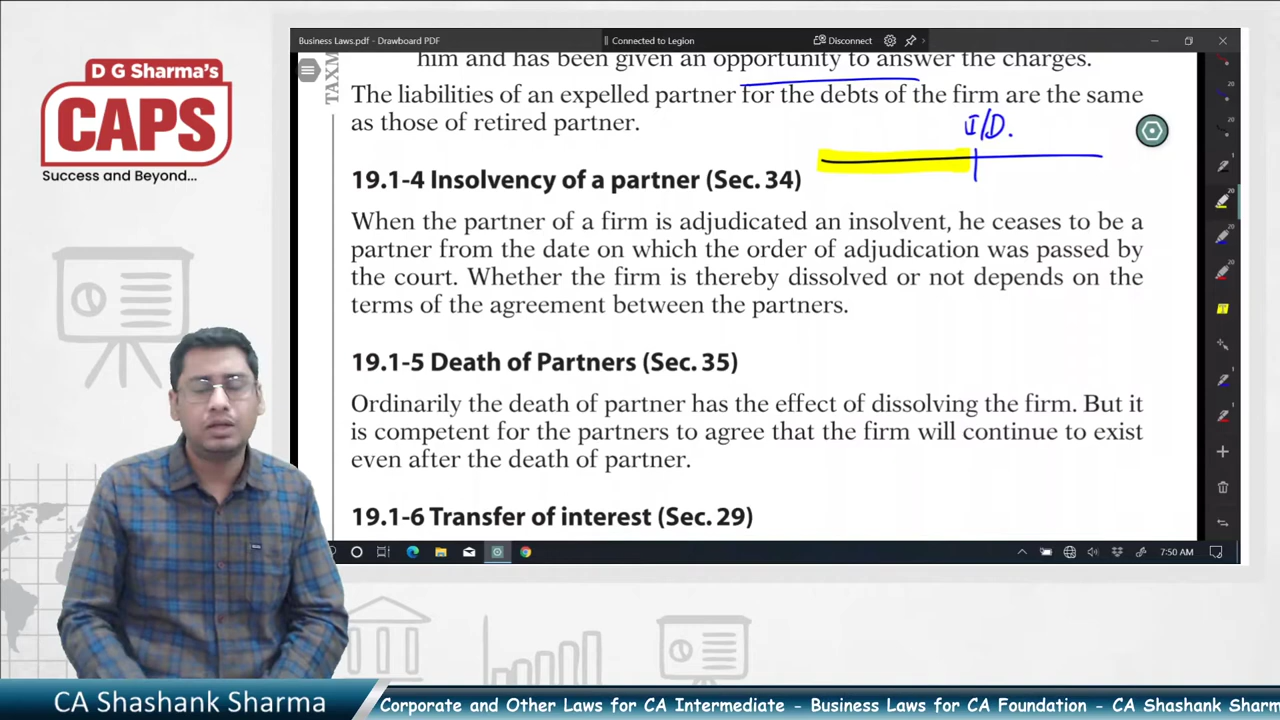 D G Sharma's
CAPS
Success and Beyond...
Business Laws.pdf - Drawboard PDF
Connected to Legion
Disconnect
TAXM
him and has been given an opportunity to answer the charges.
The liabilities of an expelled partner for the debts of the firm are the same
as those of retired partner.
I/D.
19.1-4 Insolvency of a partner (Sec. 34)
When the partner of a firm is adjudicated an insolvent, he ceases to be a
partner from the date on which the order of adjudication was passed by
the court. Whether the firm is thereby dissolved or not depends on the
terms of the agreement between the partners.
19.1-5 Death of Partners (Sec. 35)
Ordinarily the death of partner has the effect of dissolving the firm. But it
is competent for the partners to agree that the firm will continue to exist
even after the death of partner.
19.1-6 Transfer of interest (Sec. 29)
7:50 AM
CA Shashank Sharma
Corporate and Other Laws for CA Intermediate - Business Laws for CA Foundation - CA Shashank Sharm